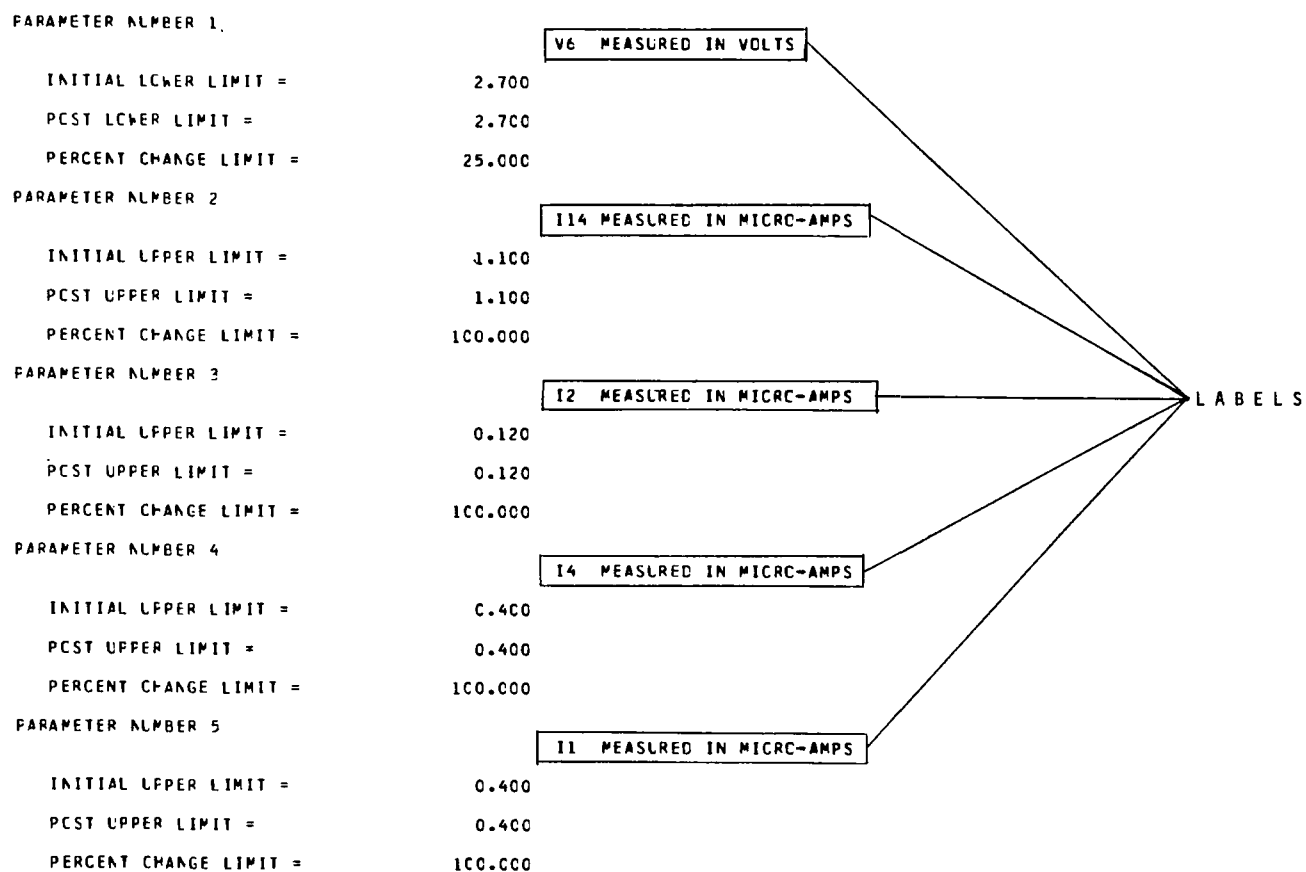 PARAMETER NUMBER 1
V6 MEASURED IN VOLTS
INITIAL LOWER LIMIT = 2.700
POST LOWER LIMIT = 2.700
PERCENT CHANGE LIMIT = 25.000
PARAMETER NUMBER 2
I14 MEASURED IN MICRO-AMPS
INITIAL UPPER LIMIT = 1.100
POST UPPER LIMIT = 1.100
PERCENT CHANGE LIMIT = 100.000
PARAMETER NUMBER 3
I2 MEASURED IN MICRO-AMPS
LABELS
INITIAL UPPER LIMIT = 0.120
POST UPPER LIMIT = 0.120
PERCENT CHANGE LIMIT = 100.000
PARAMETER NUMBER 4
I4 MEASURED IN MICRO-AMPS
INITIAL UPPER LIMIT = 0.400
POST UPPER LIMIT = 0.400
PERCENT CHANGE LIMIT = 100.000
PARAMETER NUMBER 5
I1 MEASURED IN MICRO-AMPS
INITIAL UPPER LIMIT = 0.400
POST UPPER LIMIT = 0.400
PERCENT CHANGE LIMIT = 100.000